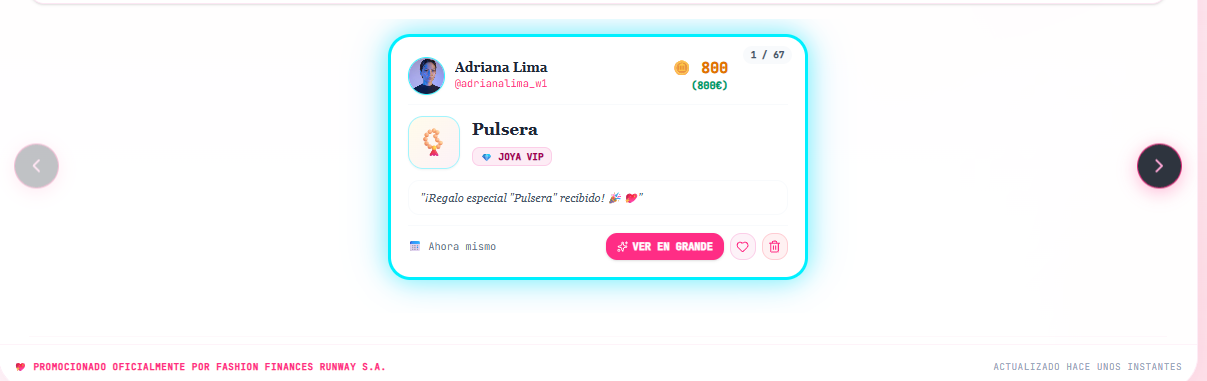 1 / 67
Adriana Lima
@adrianalima_w1
800
(800€)
Pulsera
JOYA VIP
"¡Regalo especial "Pulsera" recibido! 🎉 💖"
Ahora mismo
VER EN GRANDE
PROMOCIONADO OFICIALMENTE POR FASHION FINANCES RUNWAY S.A.
ACTUALIZADO HACE UNOS INSTANTES